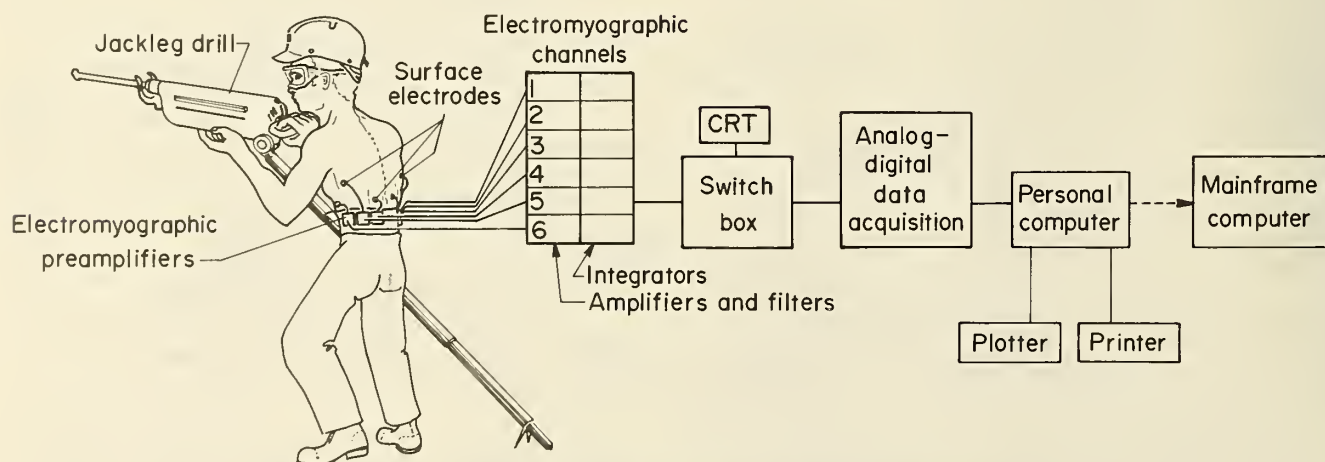 Jackleg drill
Surface
electrodes
Electromyographic
preamplifiers
Electromyographic
channels
1
2
3
4
5
6
Integrators
Amplifiers and filters
CRT
Switch
box
Analog-
digital
data
acquisition
Personal
computer
Mainframe
computer
Plotter
Printer